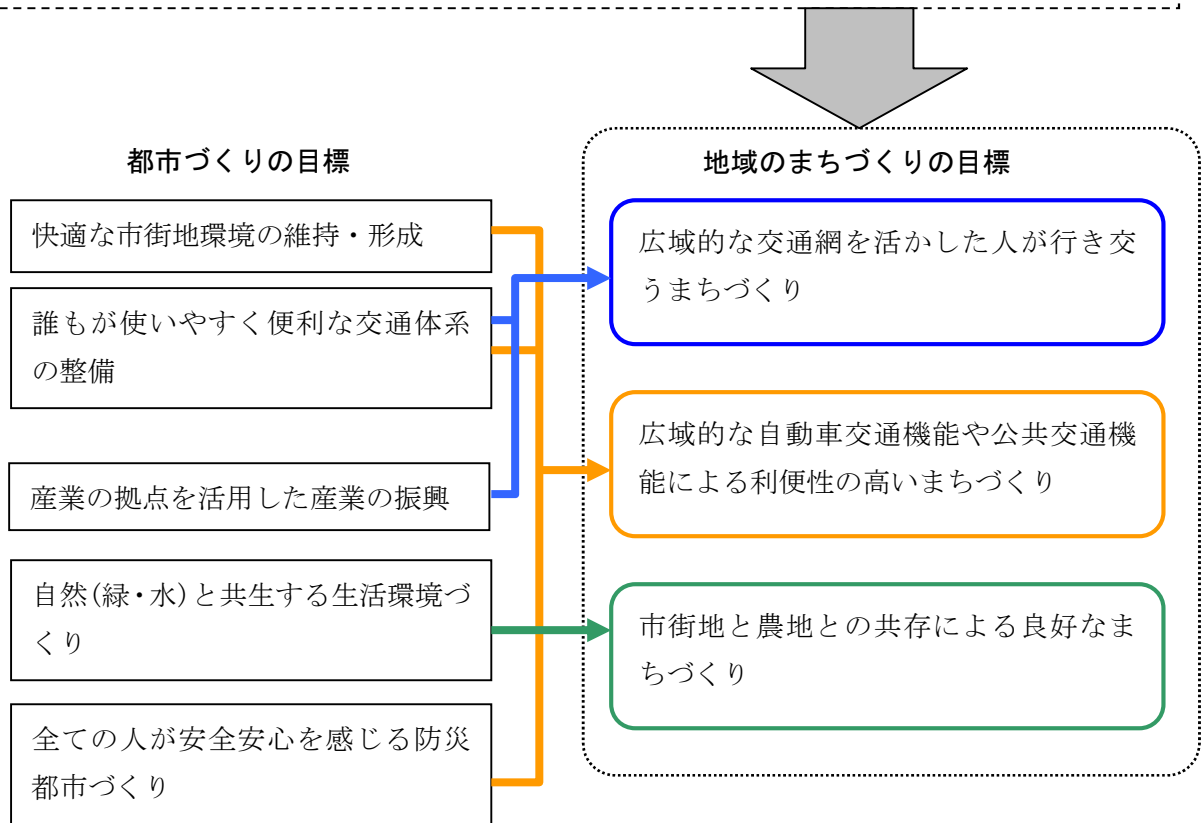 都市づくりの目標
快適な市街地環境の維持・形成
誰もが使いやすく便利な交通体系
の整備
産業の拠点を活用した産業の振興
自然(緑・水)と共生する生活環境づ
くり
全ての人が安全安心を感じる防災
都市づくり
地域のまちづくりの目標
広域的な交通網を活かした人が行き交
うまちづくり
広域的な自動車交通機能や公共交通機
能による利便性の高いまちづくり
市街地と農地との共存による良好なま
ちづくり